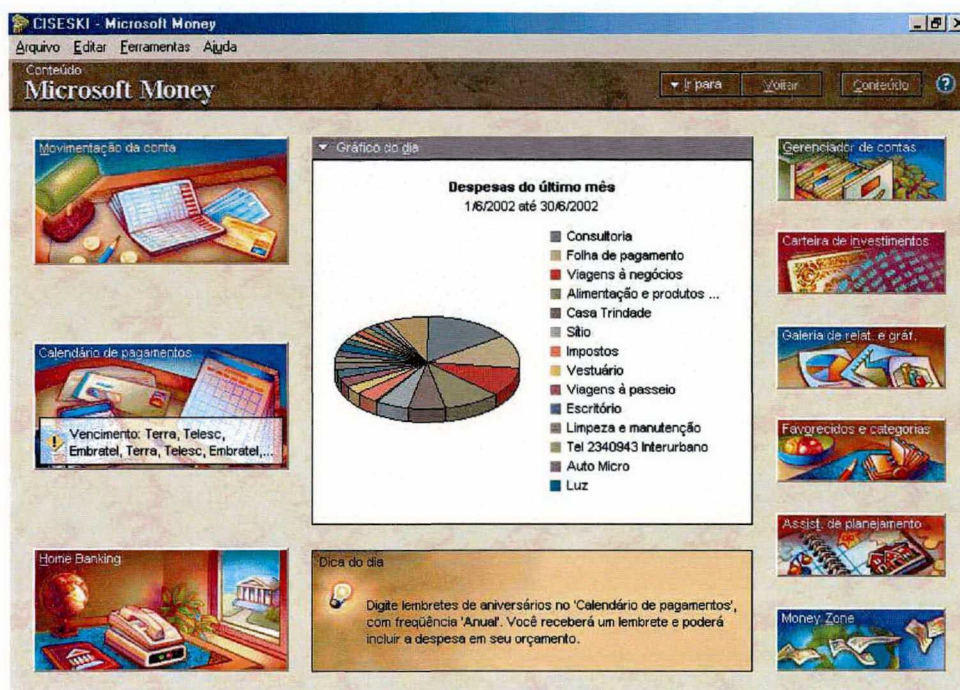 CISESKI - Microsoft Money
Arquivo Editar Ferramentas Ajuda
Conteúdo
Microsoft Money
Ir para Voltar Conteúdo ?
Movimentação da conta
Calendário de pagamentos
Vencimento: Terra, Telesc,
Embratel, Terra, Telesc, Embratel,...
Home Banking
Gráfico do dia
Despesas do último mês
1/6/2002 até 30/6/2002
Consultoria
Folha de pagamento
Viagens à negócios
Alimentação e produtos ...
Casa Trindade
Sítio
Impostos
Vestuário
Viagens à passeio
Escritório
Limpeza e manutenção
Tel 2340943 Interurbano
Auto Micro
Luz
Dica do dia
Digite lembretes de aniversários no 'Calendário de pagamentos',
com freqüência 'Anual'. Você receberá um lembrete e poderá
incluir a despesa em seu orçamento.
Gerenciador de contas
Carteira de investimentos
Galeria de relat. e gráf.
Favorecidos e categorias
Assist. de planejamento
Money Zone